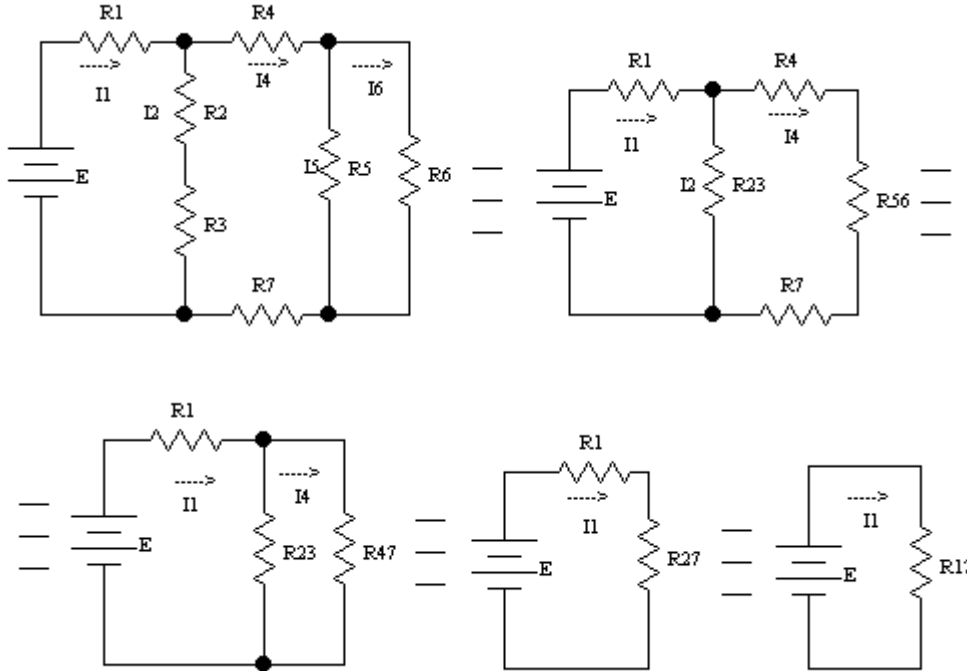 R1 R4
I1 I4 I6
I2 R2
I5 R5 R6
E
R3
R7
R1 R4
I1 I4
I2 R23
E R56
R7
R1
I1 I4
E R23 R47
R1
I1
E R27
I1
E